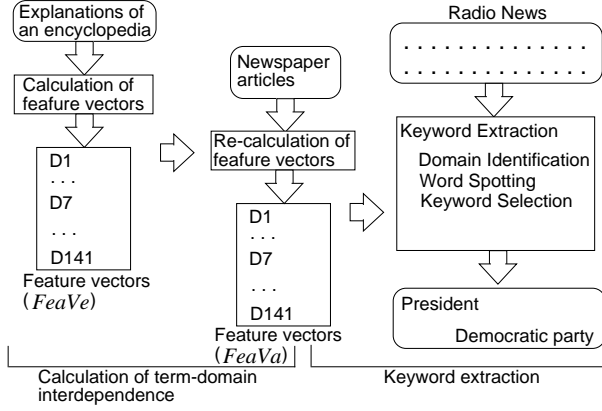 Explanations of
an encyclopedia
Calculation of
feafure vectors
D1
. . .
D7
. . .
D141
Feature vectors
(FeaVe)
Newspaper
articles
Re-calculation of
feafure vectors
D1
. . .
D7
. . .
D141
Feature vectors
(FeaVa)
Calculation of term-domain
interdependence
Radio News
. . . . . . . . . . . . . .
. . . . . . . . . . . . . .
Keyword Extraction
Domain Identification
Word Spotting
Keyword Selection
President
Democratic party
Keyword extraction